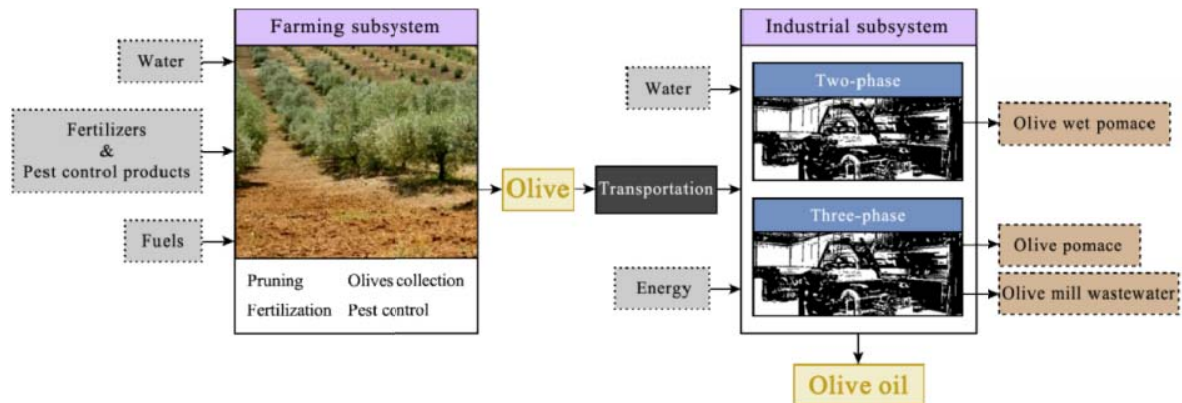 Farming subsystem
Water
Fertilizers
&
Pest control products
Fuels
Pruning Olives collection
Fertilization Pest control
Olive
Transportation
Industrial subsystem
Water
Energy
Two-phase
Three-phase
Olive wet pomace
Olive pomace
Olive mill wastewater
Olive oil